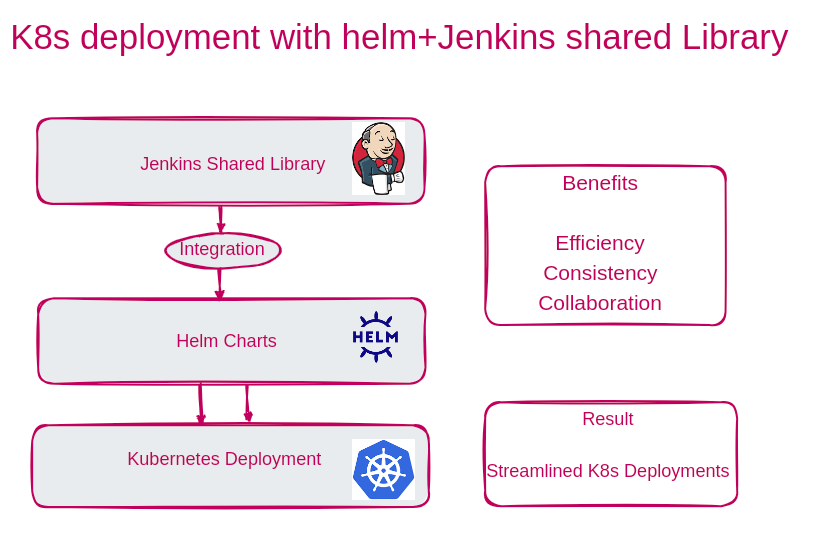 K8s deployment with helm+Jenkins shared Library
Jenkins Shared Library
Integration
Helm Charts
HELM
Kubernetes Deployment
Benefits
Efficiency
Consistency
Collaboration
Result
Streamlined K8s Deployments